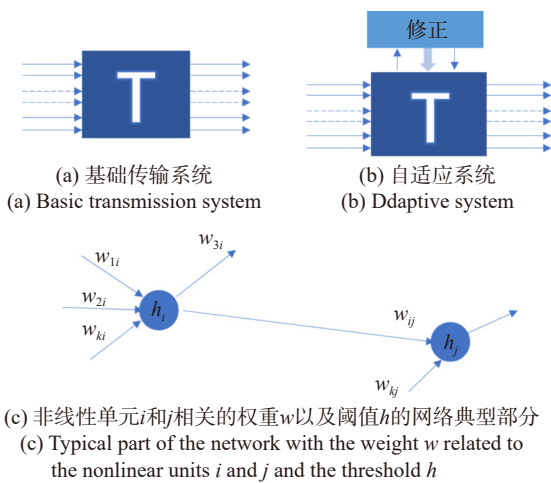 修正
T
T
(a) 基础传输系统
(a) Basic transmission system
(b) 自适应系统
(b) Ddaptive system
w1i
w3i
w2i
hi
wki
wij
hj
wkj
(c) 非线性单元i和j相关的权重w以及阈值h的网络典型部分
(c) Typical part of the network with the weight w related to
the nonlinear units i and j and the threshold h